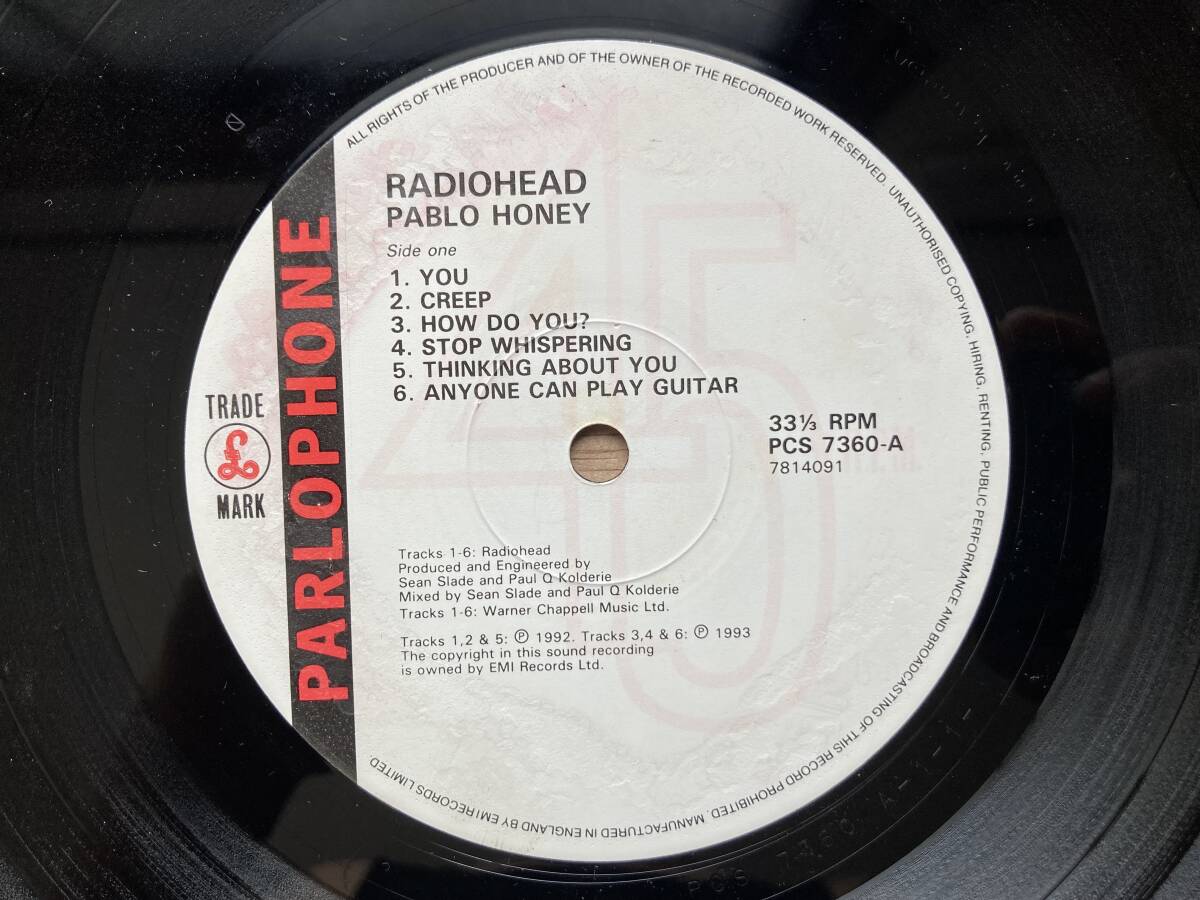 ALL RIGHTS OF THE PRODUCER AND OF THE OWNER OF THE RECORDED WORK RESERVED. UNAUTHORISED COPYING, HIRING, RENTING, PUBLIC PERFORMANCE AND BROADCASTING OF THIS RECORD PROHIBITED. MANUFACTURED IN ENGLAND BY EMI RECORDS LIMITED.
PARLOPHONE
TRADE
£
MARK
RADIOHEAD
PABLO HONEY
Side one
1. YOU
2. CREEP
3. HOW DO YOU?
4. STOP WHISPERING
5. THINKING ABOUT YOU
6. ANYONE CAN PLAY GUITAR
33⅓ RPM
PCS 7360-A
7814091
Tracks 1-6: Radiohead
Produced and Engineered by
Sean Slade and Paul Q Kolderie
Mixed by Sean Slade and Paul Q Kolderie
Tracks 1-6: Warner Chappell Music Ltd.
Tracks 1,2 & 5: ℗ 1992. Tracks 3,4 & 6: ℗ 1993
The copyright in this sound recording
is owned by EMI Records Ltd.
45
PCS 7360 A-1-1-